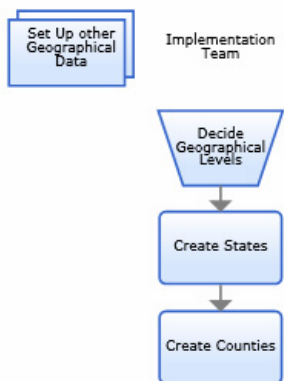 Set Up other
Geographical
Data
Implementation
Team
Decide
Geographical
Levels
Create States
Create Counties